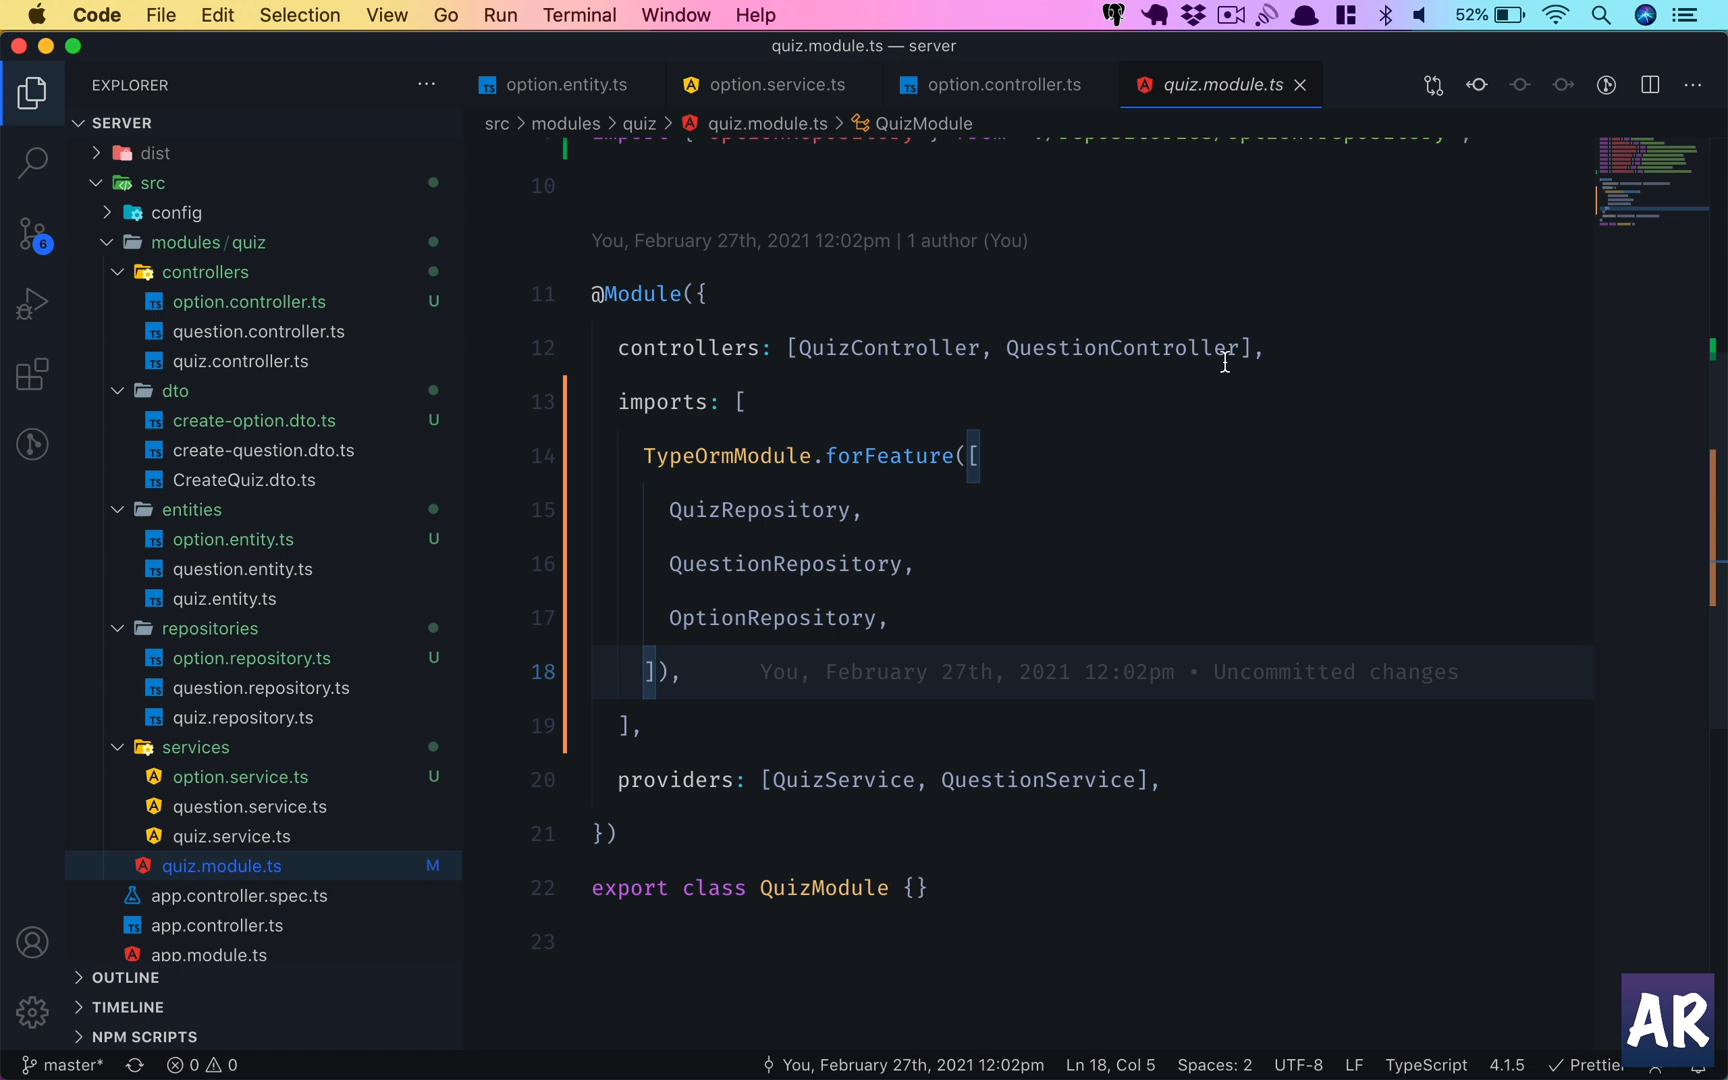 Code File Edit Selection View Go Run Terminal Window Help 52%
quiz.module.ts — server
EXPLORER
option.entity.ts
option.service.ts
option.controller.ts
quiz.module.ts
SERVER
src > modules > quiz > quiz.module.ts > QuizModule
dist
src
config
modules / quiz
controllers
option.controller.ts U
question.controller.ts
quiz.controller.ts
dto
create-option.dto.ts U
create-question.dto.ts
CreateQuiz.dto.ts
entities
option.entity.ts U
question.entity.ts
quiz.entity.ts
repositories
option.repository.ts U
question.repository.ts
quiz.repository.ts
services
option.service.ts U
question.service.ts
quiz.service.ts
quiz.module.ts M
app.controller.spec.ts
app.controller.ts
app.module.ts
OUTLINE
TIMELINE
NPM SCRIPTS
6
10
You, February 27th, 2021 12:02pm | 1 author (You)
11 @Module({
12 controllers: [QuizController, QuestionController],
13 imports: [
14 TypeOrmModule.forFeature([
15 QuizRepository,
16 QuestionRepository,
17 OptionRepository,
18 ]), You, February 27th, 2021 12:02pm • Uncommitted changes
19 ],
20 providers: [QuizService, QuestionService],
21 })
22 export class QuizModule {}
23
AR
master* 0 0 You, February 27th, 2021 12:02pm Ln 18, Col 5 Spaces: 2 UTF-8 LF TypeScript 4.1.5